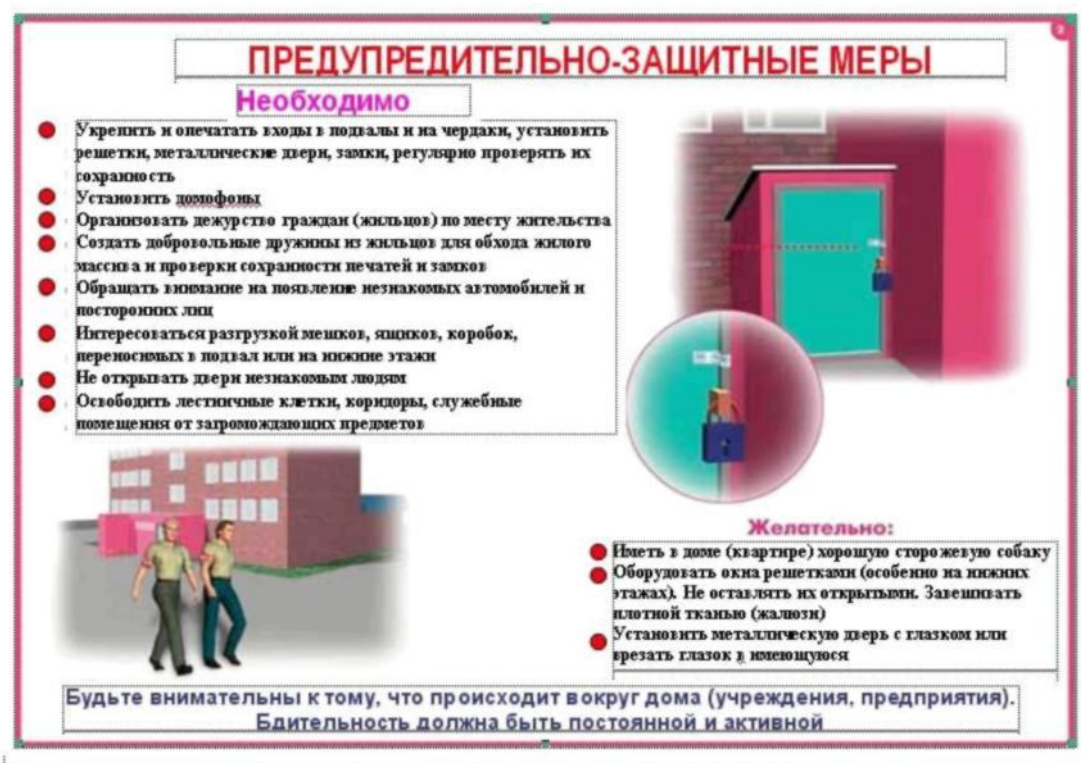 2
ПРЕДУПРЕДИТЕЛЬНО-ЗАЩИТНЫЕ МЕРЫ
Необходимо
Укрепить и опечатать входы в подвалы и на чердаки, установить
решетки, металлические двери, замки, регулярно проверять их
сохранность
Установить домофоны
Организовать дежурство граждан (жильцов) по месту жительства
Создать добровольные дружины из жильцов для обхода жилого
массива и проверки сохранности печатей и замков
Обращать внимание на появление незнакомых автомобилей и
посторонних лиц
Интересоваться разгрузкой мешков, ящиков, коробок,
переносимых в подвал или на нижние этажи
Не открывать двери незнакомым людям
Освободить лестничные клетки, коридоры, служебные
помещения от загромождающих предметов
Желательно:
Иметь в доме (квартире) хорошую сторожевую собаку
Оборудовать окна решетками (особенно на нижних
этажах). Не оставлять их открытыми. Завешивать
плотной тканью (жалюзи)
Установить металлическую дверь с глазком или
врезать глазок в имеющуюся
Будьте внимательны к тому, что происходит вокруг дома (учреждения, предприятия).
Бдительность должна быть постоянной и активной